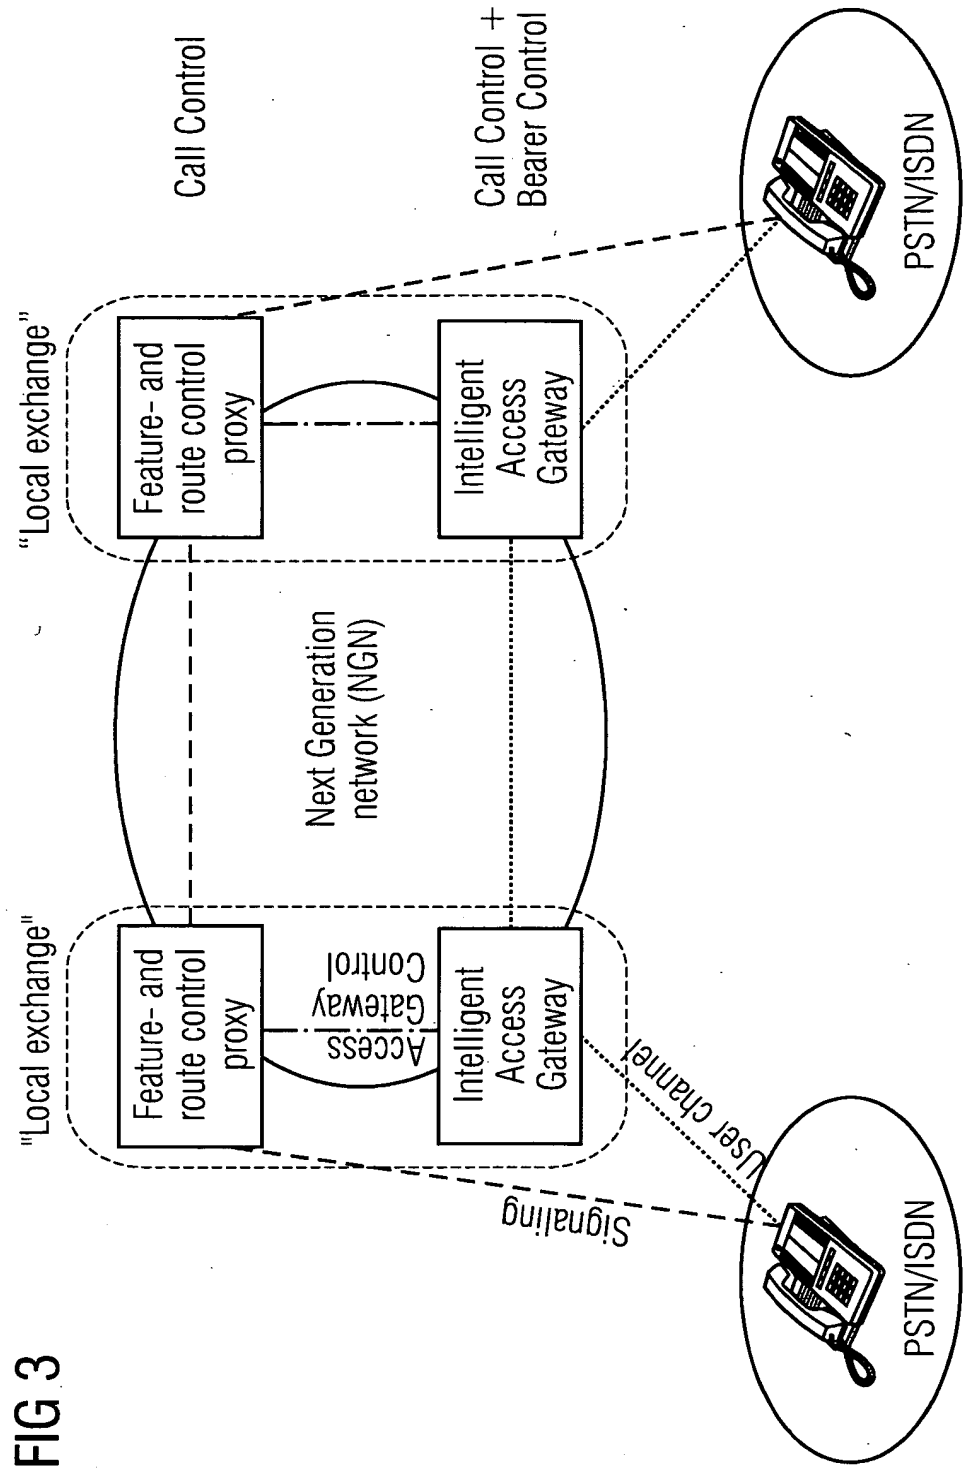 FIG 3
"Local exchange"
"Local exchange"
Feature- and
route control
proxy
Feature- and
route control
proxy
Call Control
Access
Gateway
Control
Next Generation
network (NGN)
Intelligent
Access
Gateway
Intelligent
Access
Gateway
Call Control +
Bearer Control
Signaling
User channel
PSTN/ISDN
PSTN/ISDN